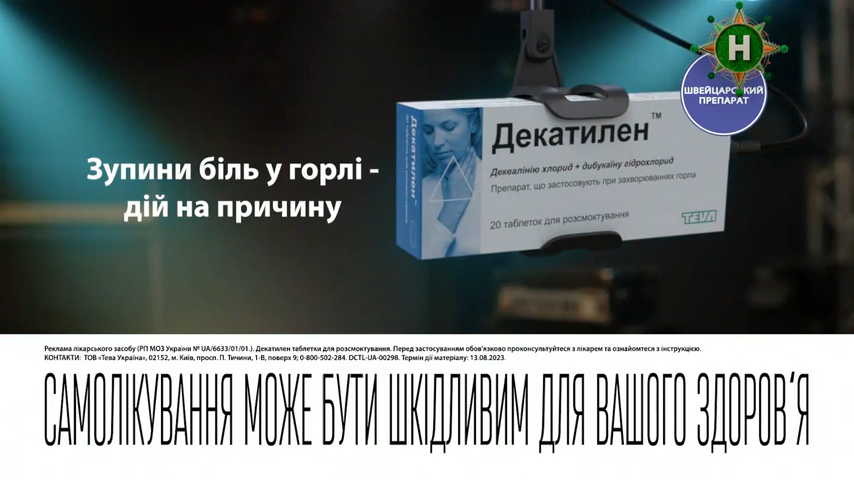 Н
ШВЕЙЦАРСКИЙ
ПРЕПАРАТ
Декатилен™
Декатилен™
Деквалінію хлорид + дибукаїну гідрохлорид
Препарат, що застосовують при захворюваннях горла
20 таблеток для розсмоктування
TEVA
Зупини біль у горлі -
дій на причину
Реклама лікарського засобу (РП МОЗ України № UA/6633/01/01.). Декатилен таблетки для розсмоктування. Перед застосуванням обов'язково проконсультуйтеся з лікарем та ознайомтеся з інструкцією.
КОНТАКТИ: ТОВ «Тева Україна», 02152, м. Київ, просп. П. Тичини, 1-В, поверх 9; 0-800-502-284. DCTL-UA-00298. Термін дії матеріалу: 13.08.2023.
САМОЛІКУВАННЯ МОЖЕ БУТИ ШКІДЛИВИМ ДЛЯ ВАШОГО ЗДОРОВ'Я